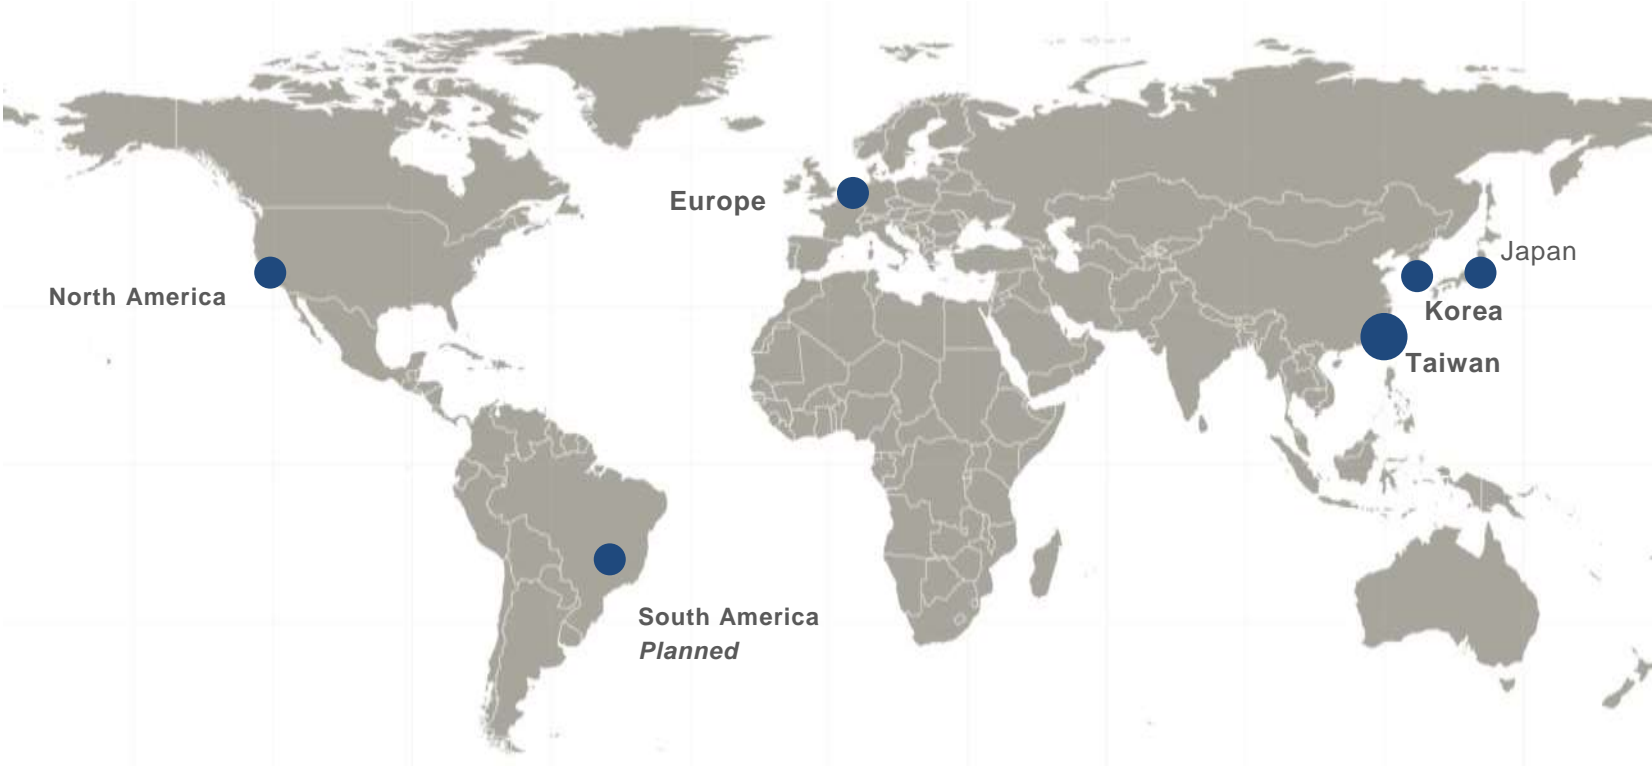 Europe
Japan
North America
Korea
Taiwan
South America
Planned